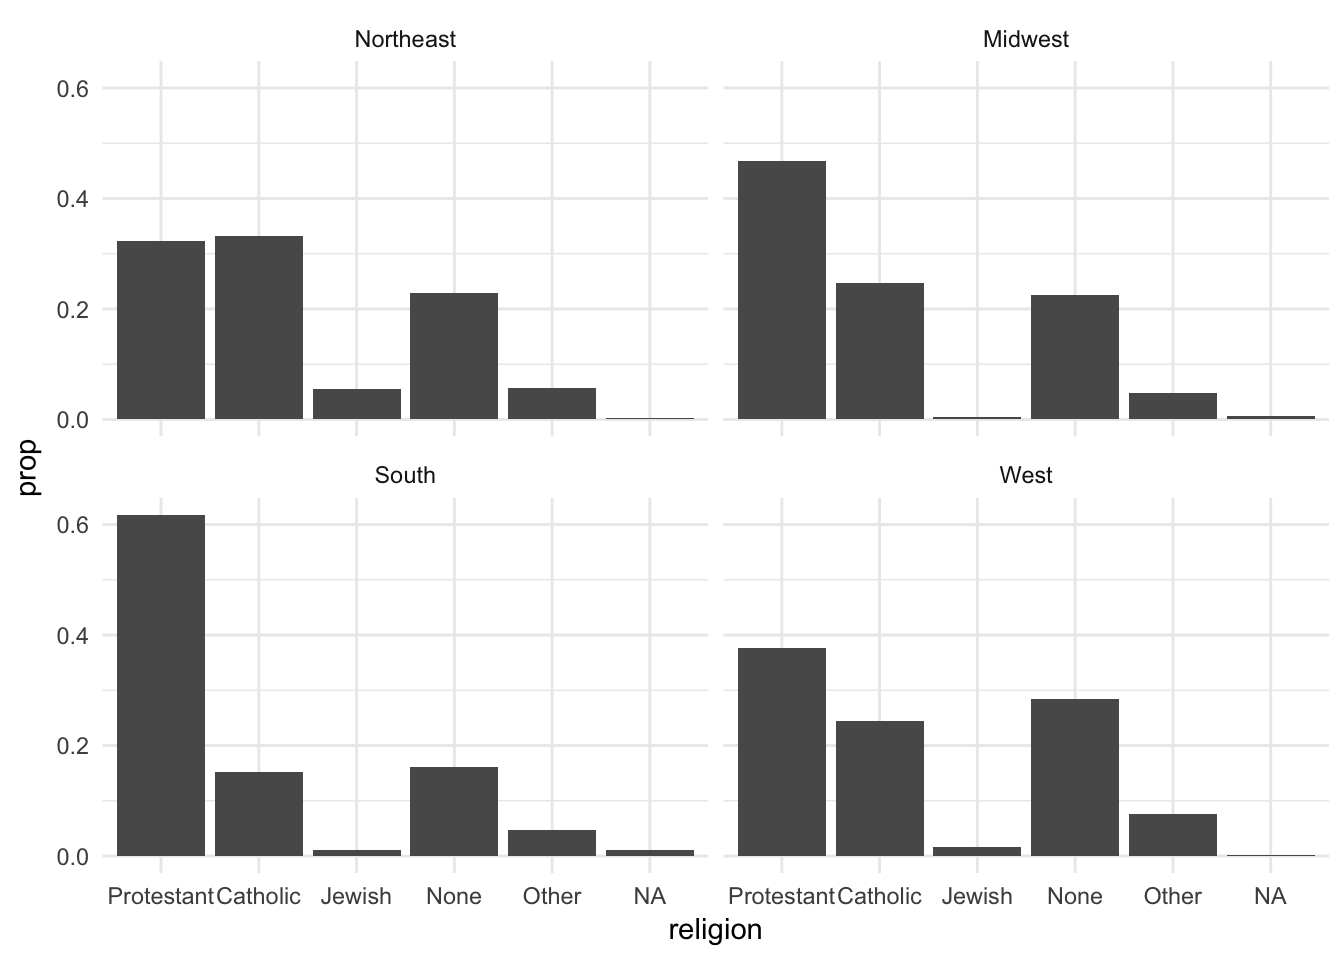 Northeast
Midwest
0.6
0.4
0.2
0.0
South
West
0.6
0.4
0.2
0.0
prop
Protestant Catholic Jewish None Other NA
Protestant Catholic Jewish None Other NA
religion